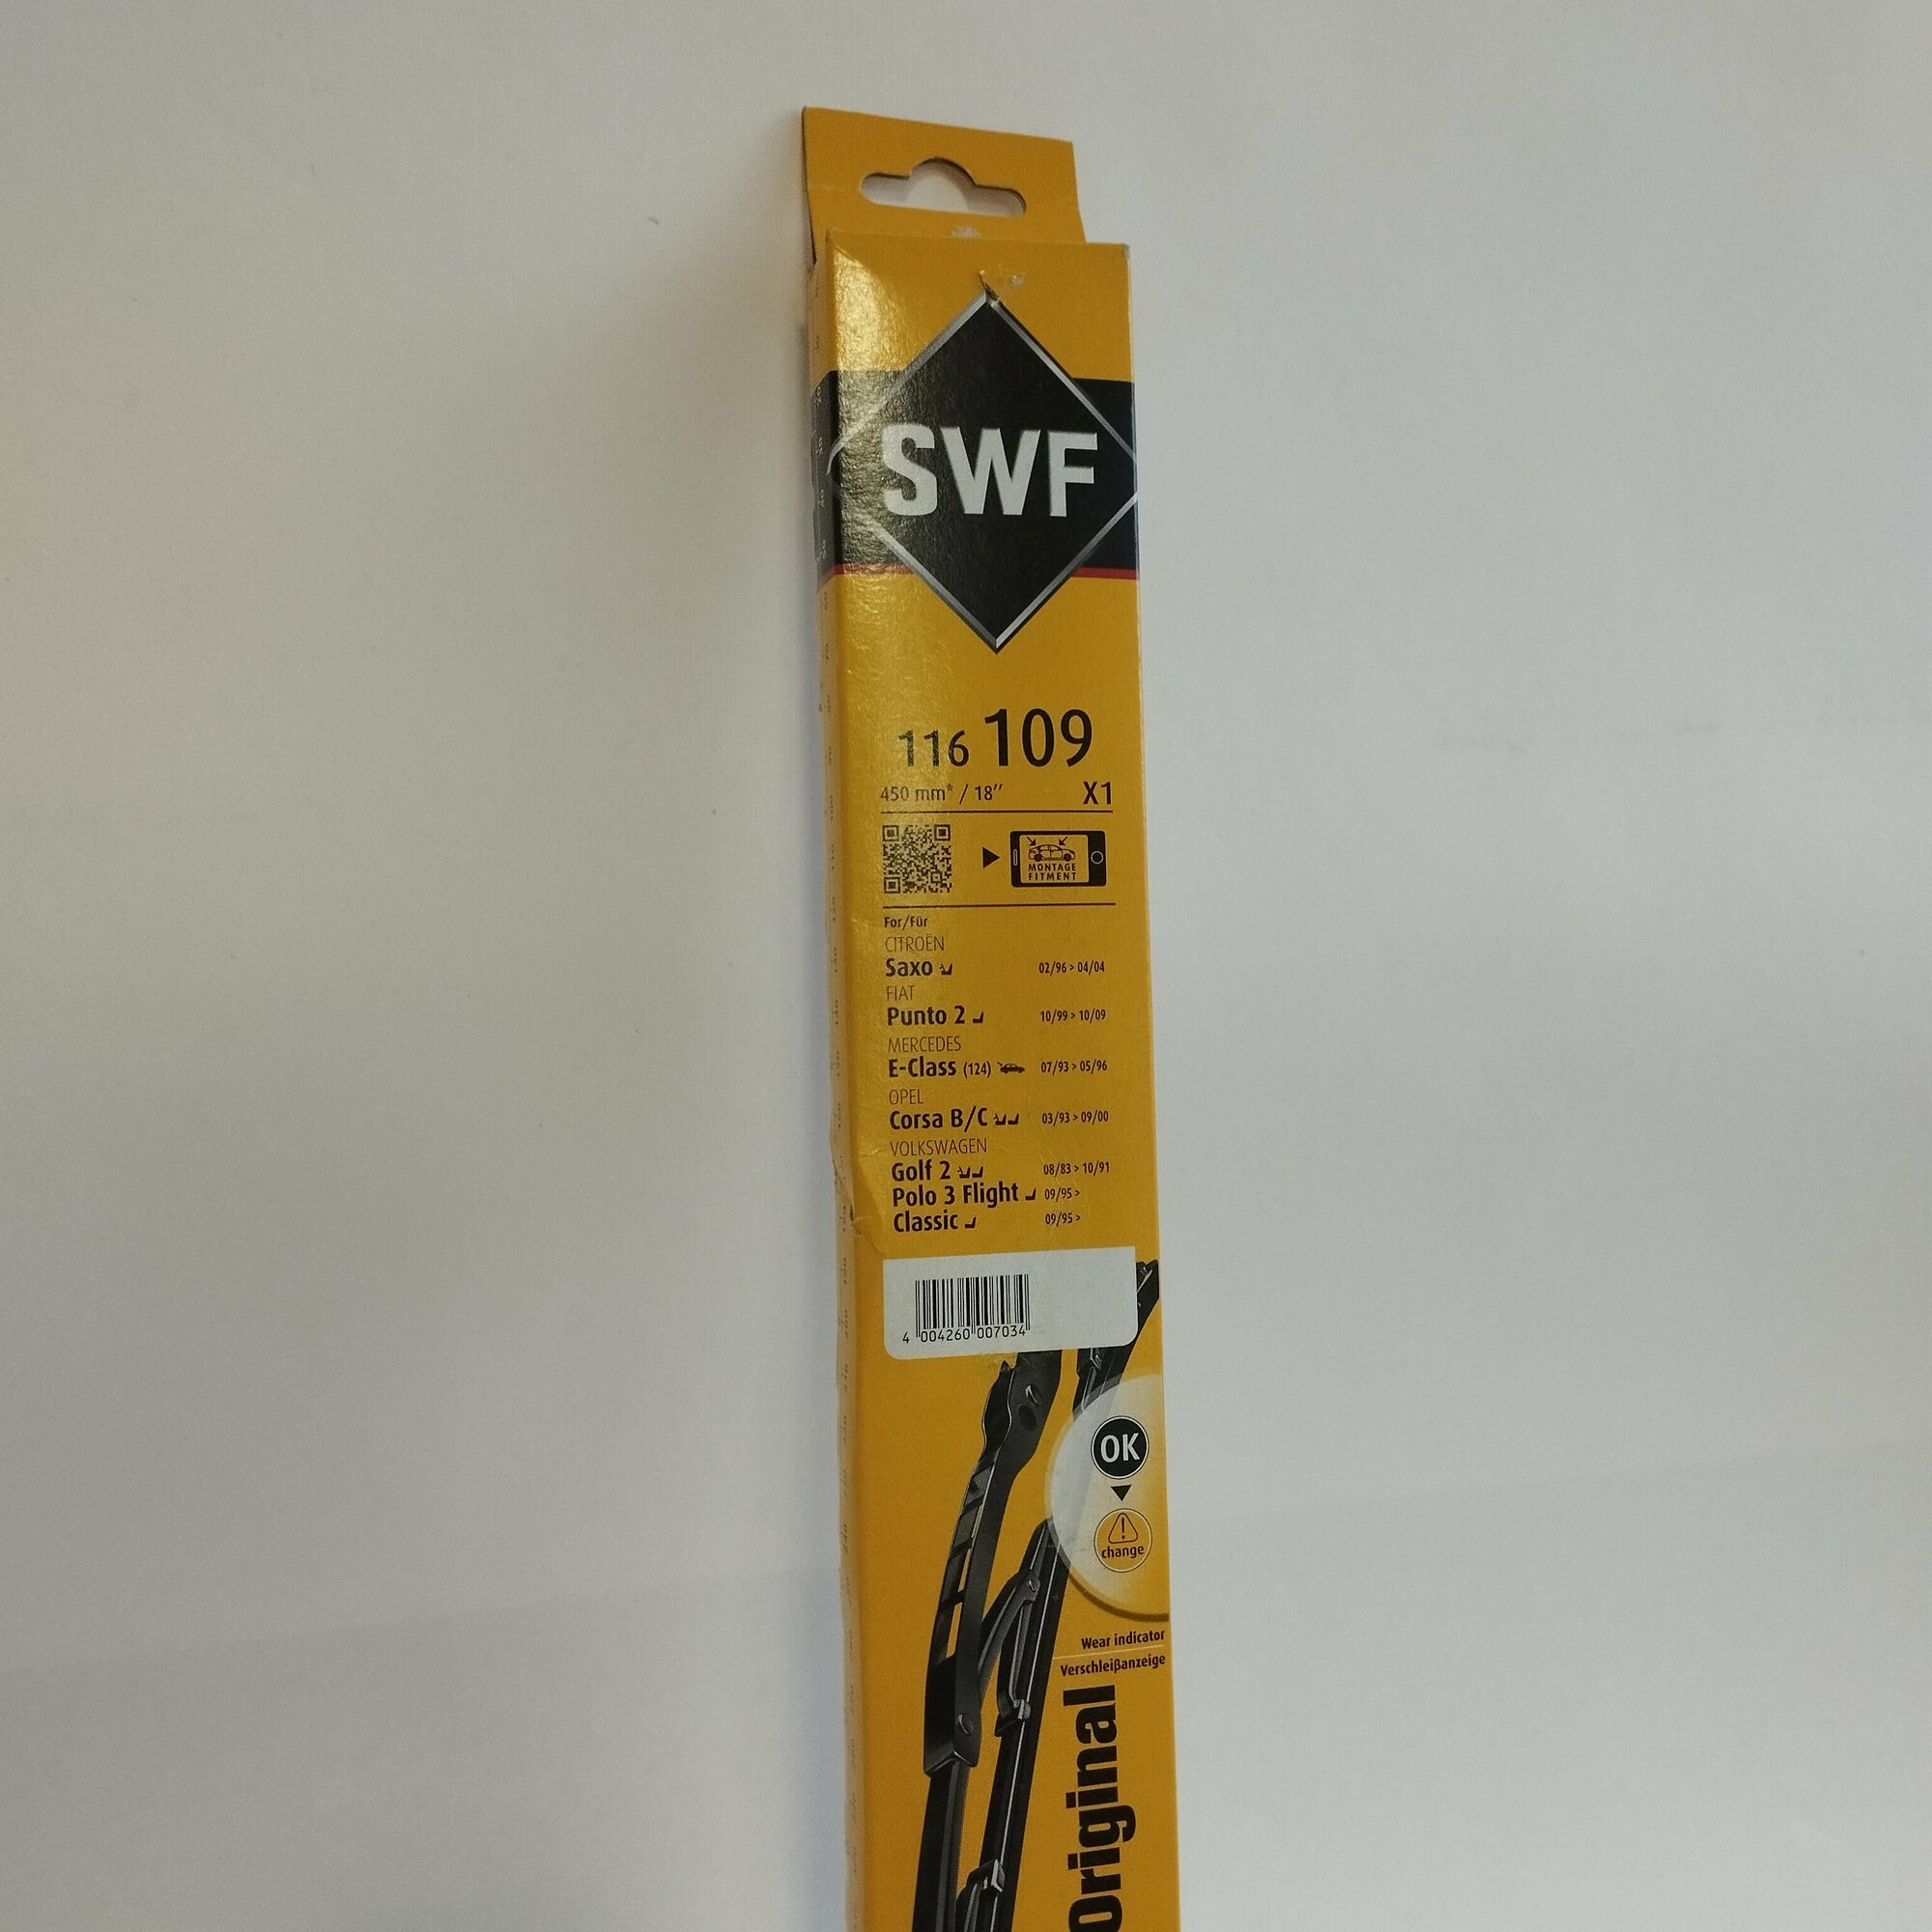 SWF
116 109
450 mm* / 18’’ X1
MONTAGE
FITMENT
For/Für
CITROËN
Saxo 02/96 > 04/04
FIAT
Punto 2 10/99 > 10/09
MERCEDES
E-Class (124) 07/93 > 05/96
OPEL
Corsa B/C 03/93 > 09/00
VOLKSWAGEN
Golf 2 08/83 > 10/91
Polo 3 Flight 09/95 >
Classic 09/95 >
4 004260 007034
OK
change
Wear indicator
Verschleißanzeige
Original